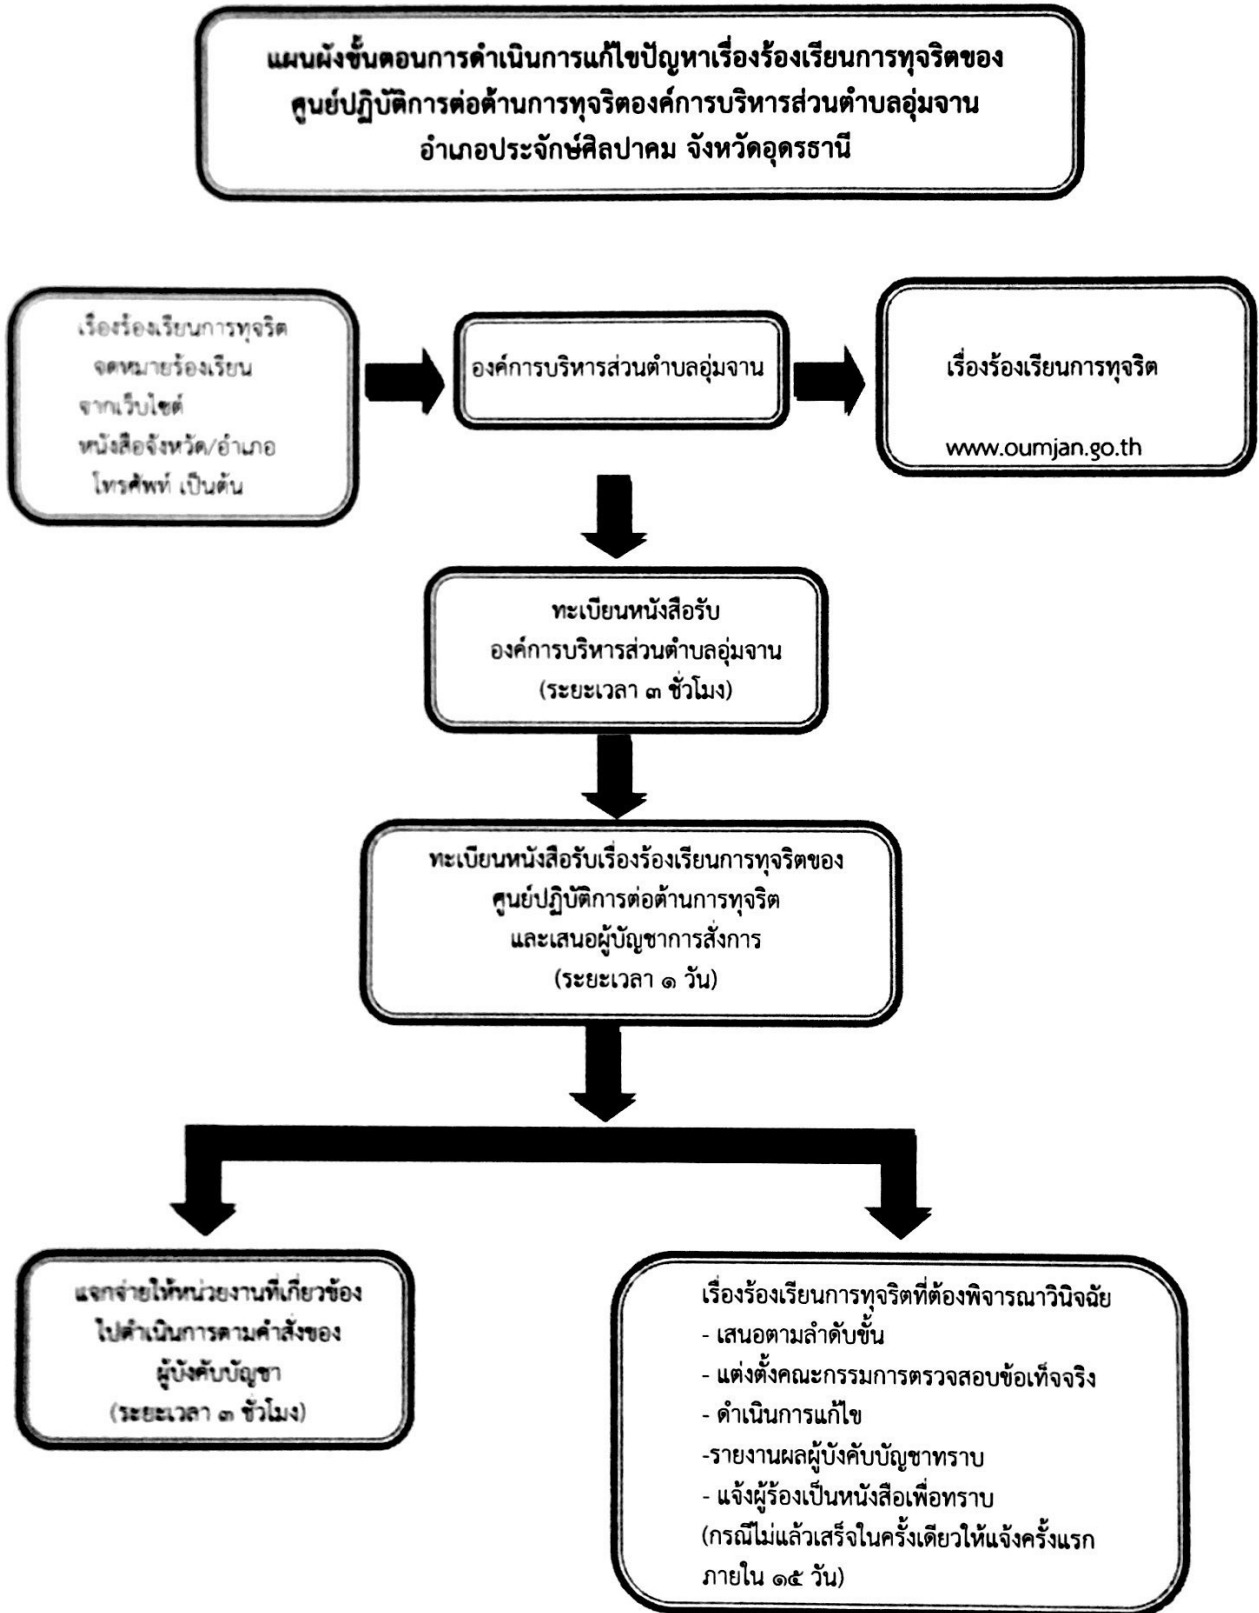 แผนผังขั้นตอนการดำเนินการแก้ไขปัญหาเรื่องร้องเรียนการทุจริตของ
ศูนย์ปฏิบัติการต่อต้านการทุจริตองค์การบริหารส่วนตำบลอุ่มจาน
อำเภอประจักษ์ศิลปาคม จังหวัดอุดรธานี
เรื่องร้องเรียนการทุจริต
จดหมายร้องเรียน
จากเว็บไซต์
หนังสือจังหวัด/อำเภอ
โทรศัพท์ เป็นต้น
องค์การบริหารส่วนตำบลอุ่มจาน
เรื่องร้องเรียนการทุจริต
www.oumjan.go.th
ทะเบียนหนังสือรับ
องค์การบริหารส่วนตำบลอุ่มจาน
(ระยะเวลา ๓ ชั่วโมง)
ทะเบียนหนังสือรับเรื่องร้องเรียนการทุจริตของ
ศูนย์ปฏิบัติการต่อต้านการทุจริต
และเสนอผู้บัญชาการสั่งการ
(ระยะเวลา ๑ วัน)
แจกจ่ายให้หน่วยงานที่เกี่ยวข้อง
ไปดำเนินการตามคำสั่งของ
ผู้บังคับบัญชา
(ระยะเวลา ๓ ชั่วโมง)
เรื่องร้องเรียนการทุจริตที่ต้องพิจารณาวินิจฉัย
- เสนอตามลำดับขั้น
- แต่งตั้งคณะกรรมการตรวจสอบข้อเท็จจริง
- ดำเนินการแก้ไข
-รายงานผลผู้บังคับบัญชาทราบ
- แจ้งผู้ร้องเป็นหนังสือเพื่อทราบ
(กรณีไม่แล้วเสร็จในครั้งเดียวให้แจ้งครั้งแรก
ภายใน ๑๕ วัน)